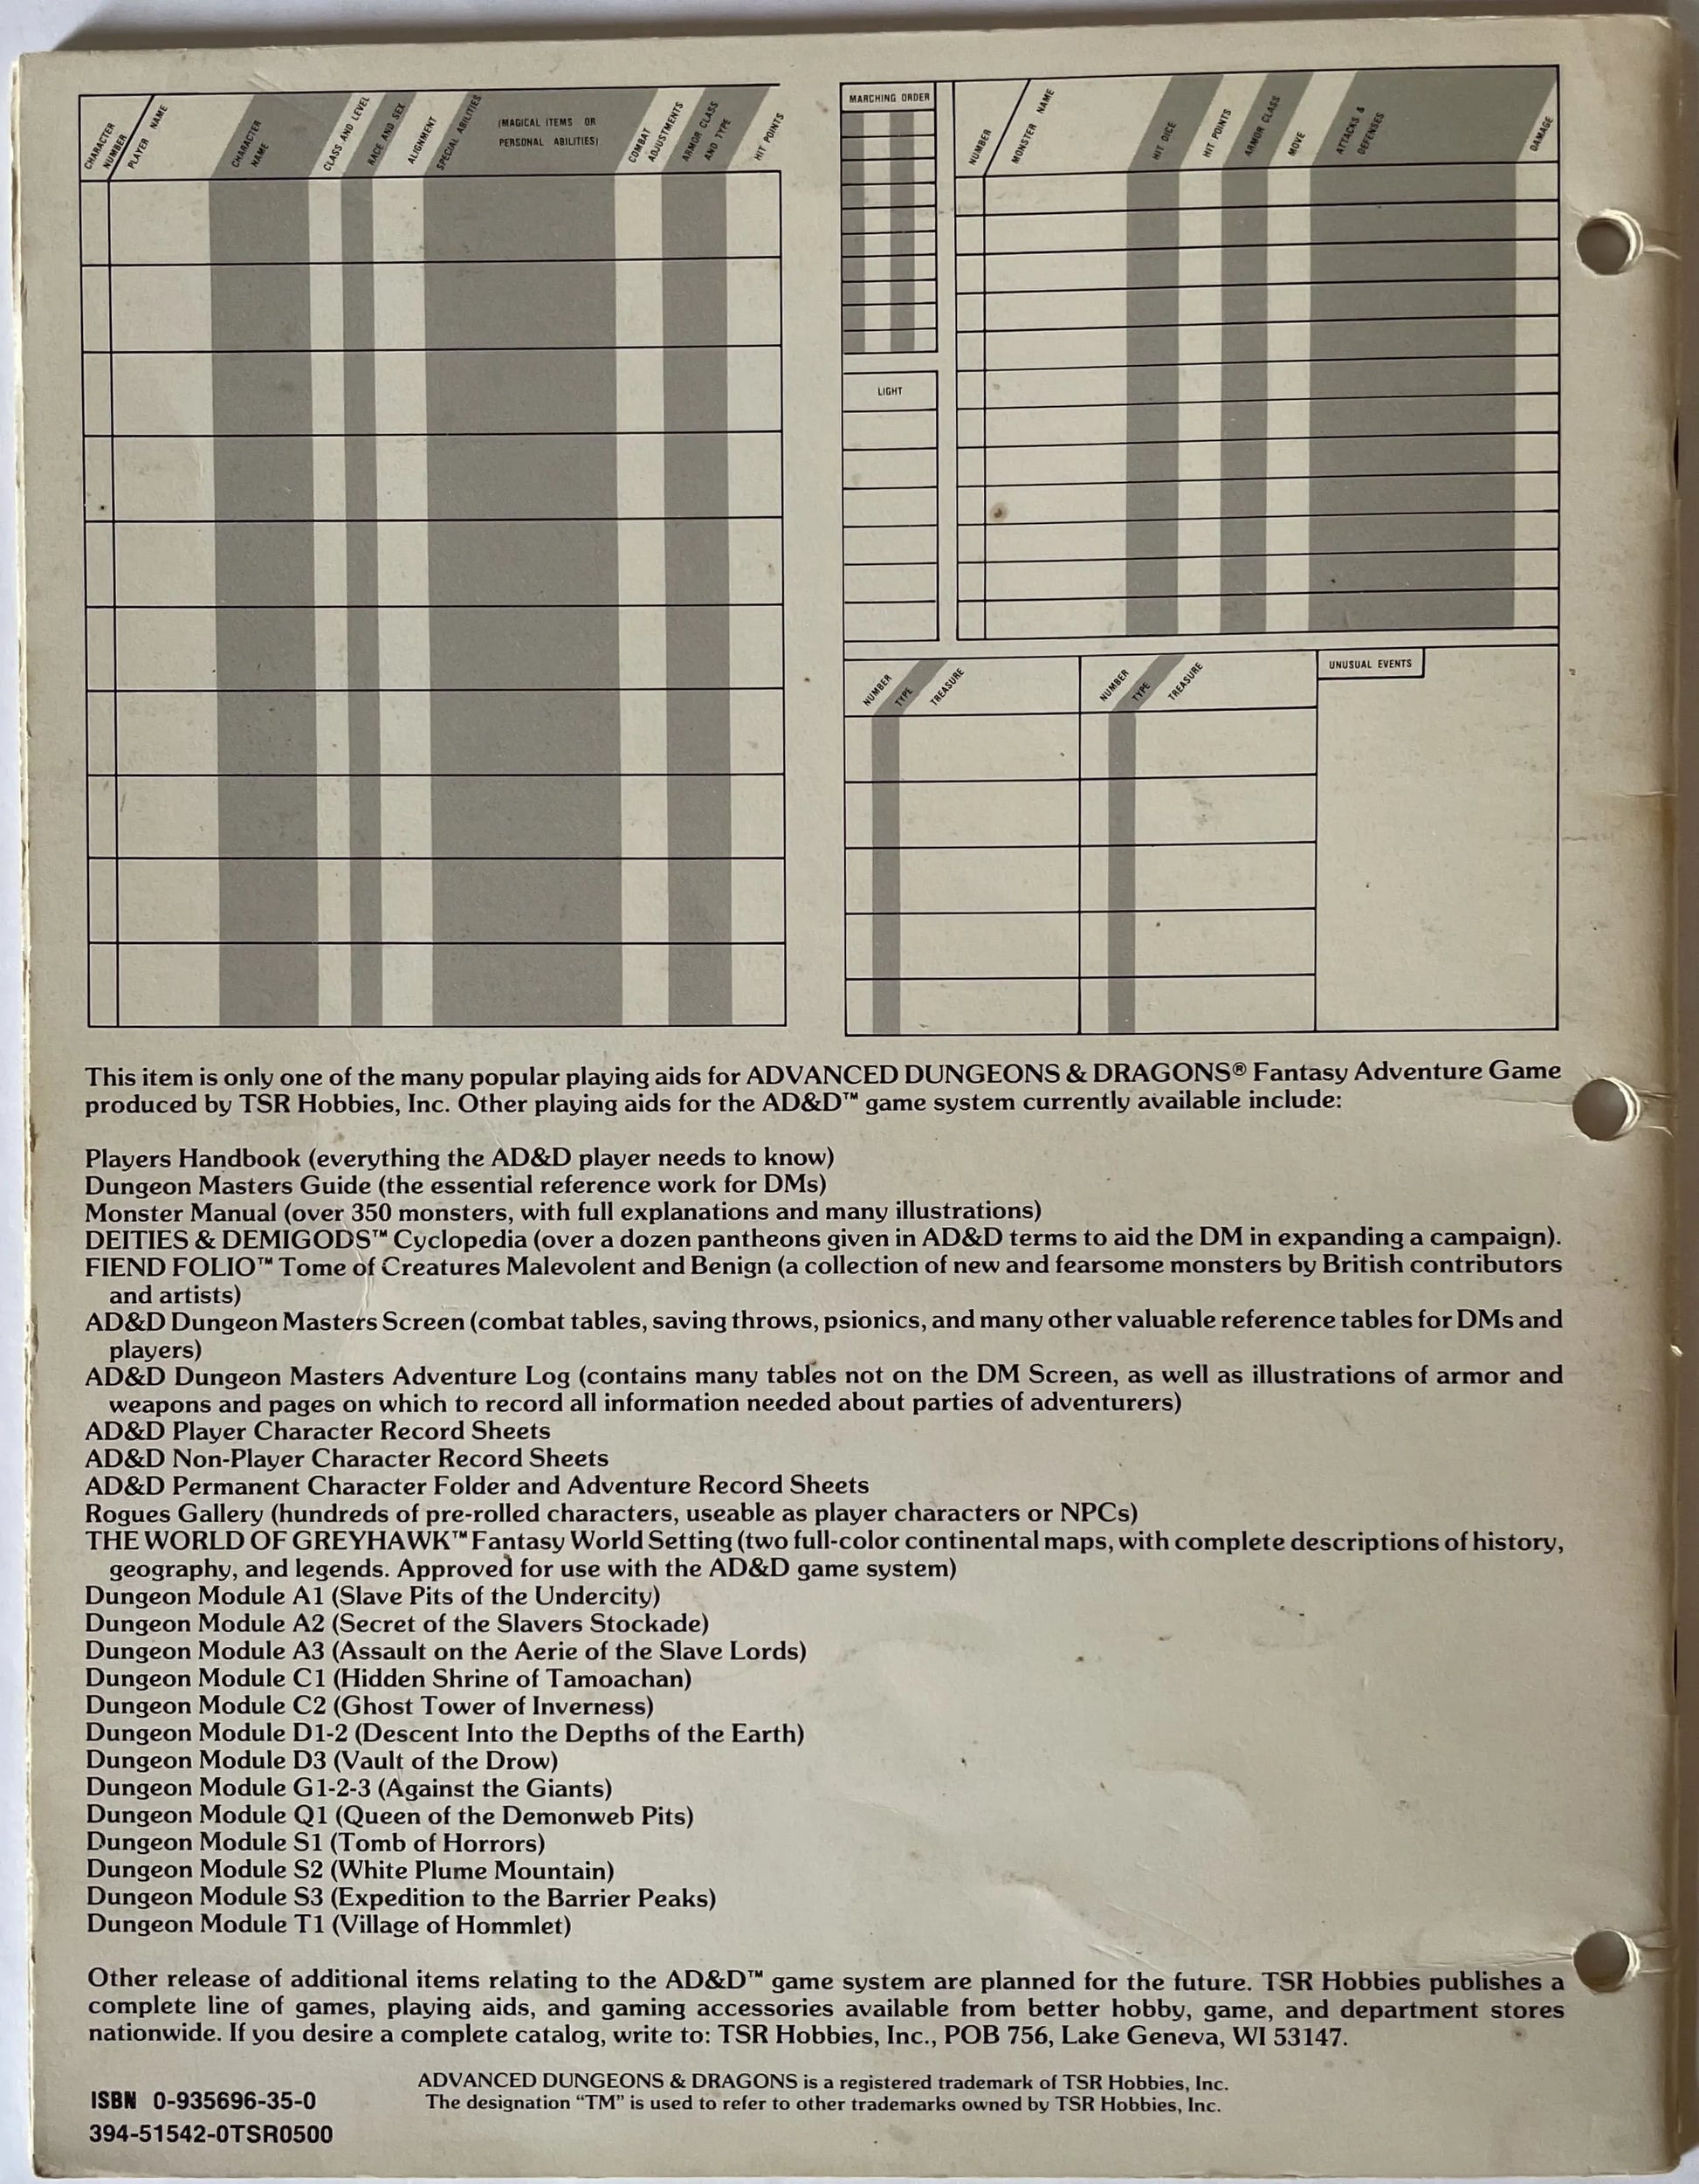 CHARACTER NUMBER
PLAYER NAME
CHARACTER NAME
CLASS AND LEVEL
RACE AND SEX
ALIGNMENT
SPECIAL ABILITIES
(MAGICAL ITEMS OR
PERSONAL ABILITIES)
COMBAT ADJUSTMENTS
ARMOR CLASS AND TYPE
HIT POINTS
MARCHING ORDER
LIGHT
NUMBER
MONSTER NAME
HIT DICE
HIT POINTS
ARMOR CLASS
MOVE
ATTACKS & DEFENSES
DAMAGE
NUMBER
TYPE
TREASURE
NUMBER
TYPE
TREASURE
UNUSUAL EVENTS
This item is only one of the many popular playing aids for ADVANCED DUNGEONS & DRAGONS® Fantasy Adventure Game
produced by TSR Hobbies, Inc. Other playing aids for the AD&D™ game system currently available include:
Players Handbook (everything the AD&D player needs to know)
Dungeon Masters Guide (the essential reference work for DMs)
Monster Manual (over 350 monsters, with full explanations and many illustrations)
DEITIES & DEMIGODS™ Cyclopedia (over a dozen pantheons given in AD&D terms to aid the DM in expanding a campaign).
FIEND FOLIO™ Tome of Creatures Malevolent and Benign (a collection of new and fearsome monsters by British contributors
and artists)
AD&D Dungeon Masters Screen (combat tables, saving throws, psionics, and many other valuable reference tables for DMs and
players)
AD&D Dungeon Masters Adventure Log (contains many tables not on the DM Screen, as well as illustrations of armor and
weapons and pages on which to record all information needed about parties of adventurers)
AD&D Player Character Record Sheets
AD&D Non-Player Character Record Sheets
AD&D Permanent Character Folder and Adventure Record Sheets
Rogues Gallery (hundreds of pre-rolled characters, useable as player characters or NPCs)
THE WORLD OF GREYHAWK™ Fantasy World Setting (two full-color continental maps, with complete descriptions of history,
geography, and legends. Approved for use with the AD&D game system)
Dungeon Module A1 (Slave Pits of the Undercity)
Dungeon Module A2 (Secret of the Slavers Stockade)
Dungeon Module A3 (Assault on the Aerie of the Slave Lords)
Dungeon Module C1 (Hidden Shrine of Tamoachan)
Dungeon Module C2 (Ghost Tower of Inverness)
Dungeon Module D1-2 (Descent Into the Depths of the Earth)
Dungeon Module D3 (Vault of the Drow)
Dungeon Module G1-2-3 (Against the Giants)
Dungeon Module Q1 (Queen of the Demonweb Pits)
Dungeon Module S1 (Tomb of Horrors)
Dungeon Module S2 (White Plume Mountain)
Dungeon Module S3 (Expedition to the Barrier Peaks)
Dungeon Module T1 (Village of Hommlet)
Other release of additional items relating to the AD&D™ game system are planned for the future. TSR Hobbies publishes a
complete line of games, playing aids, and gaming accessories available from better hobby, game, and department stores
nationwide. If you desire a complete catalog, write to: TSR Hobbies, Inc., POB 756, Lake Geneva, WI 53147.
ADVANCED DUNGEONS & DRAGONS is a registered trademark of TSR Hobbies, Inc.
The designation “TM” is used to refer to other trademarks owned by TSR Hobbies, Inc.
ISBN 0-935696-35-0
394-51542-0TSR0500